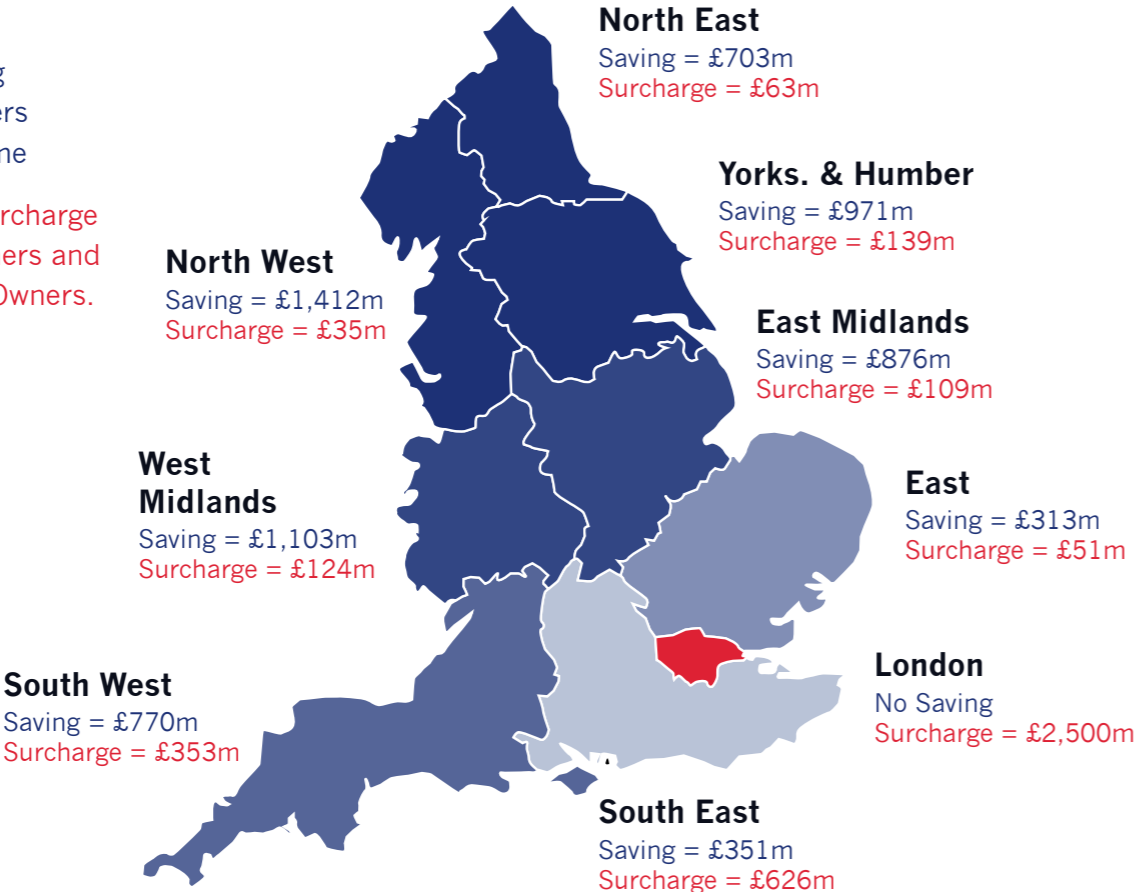 North East
Saving = £703m
Surcharge = £63m
Yorks. & Humber
Saving = £971m
Surcharge = £139m
North West
Saving = £1,412m
Surcharge = £35m
East Midlands
Saving = £876m
Surcharge = £109m
West
Midlands
Saving = £1,103m
Surcharge = £124m
East
Saving = £313m
Surcharge = £51m
South West
Saving = £770m
Surcharge = £353m
London
No Saving
Surcharge = £2,500m
South East
Saving = £351m
Surcharge = £626m
and
Owners.